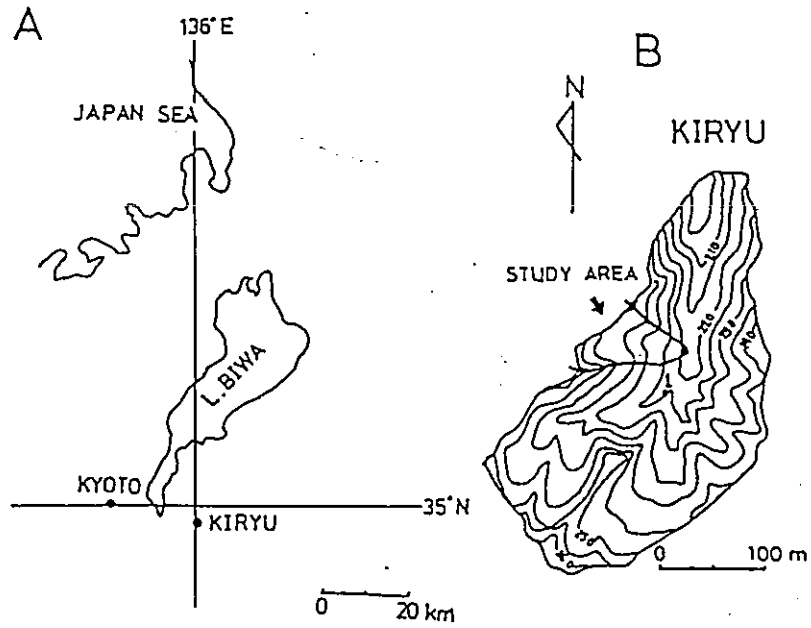 A
136°E
JAPAN SEA
L. BIWA
KYOTO
35°N
KIRYU
0 20 km
B
N
KIRYU
STUDY AREA
0 100 m